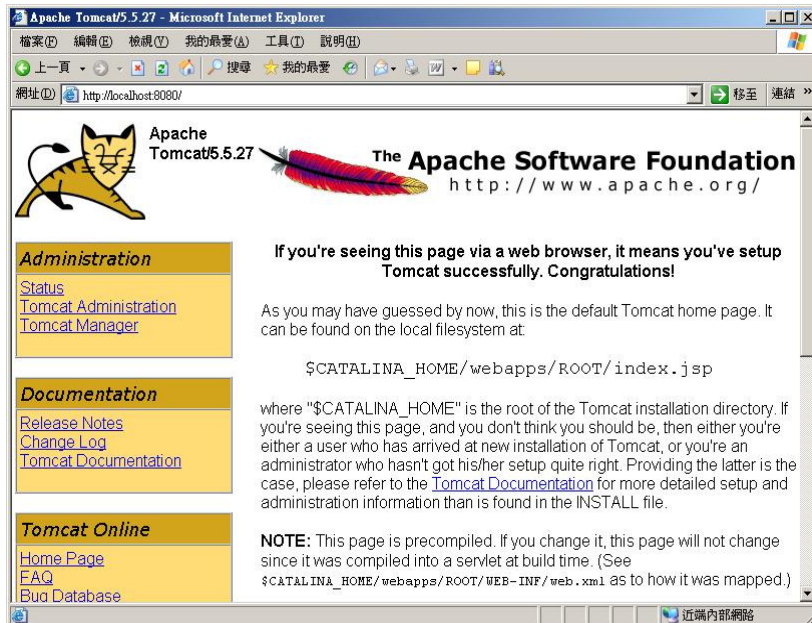 Apache Tomcat/5.5.27 - Microsoft Internet Explorer
檔案(F) 編輯(E) 檢視(V) 我的最愛(A) 工具(T) 說明(H)
上一頁 搜尋 我的最愛
網址(D) http://localhost:8080/ 移至 連結 »
Apache
Tomcat/5.5.27
The Apache Software Foundation
http://www.apache.org/
Administration
Status
Tomcat Administration
Tomcat Manager
Documentation
Release Notes
Change Log
Tomcat Documentation
Tomcat Online
Home Page
FAQ
Bug Database
If you're seeing this page via a web browser, it means you've setup
Tomcat successfully. Congratulations!
As you may have guessed by now, this is the default Tomcat home page. It
can be found on the local filesystem at:
$CATALINA_HOME/webapps/ROOT/index.jsp
where "$CATALINA_HOME" is the root of the Tomcat installation directory. If
you're seeing this page, and you don't think you should be, then either you're
either a user who has arrived at new installation of Tomcat, or you're an
administrator who hasn't got his/her setup quite right. Providing the latter is the
case, please refer to the Tomcat Documentation for more detailed setup and
administration information than is found in the INSTALL file.
NOTE: This page is precompiled. If you change it, this page will not change
since it was compiled into a servlet at build time. (See
$CATALINA_HOME/webapps/ROOT/WEB-INF/web.xml as to how it was mapped.)
近端內部網路